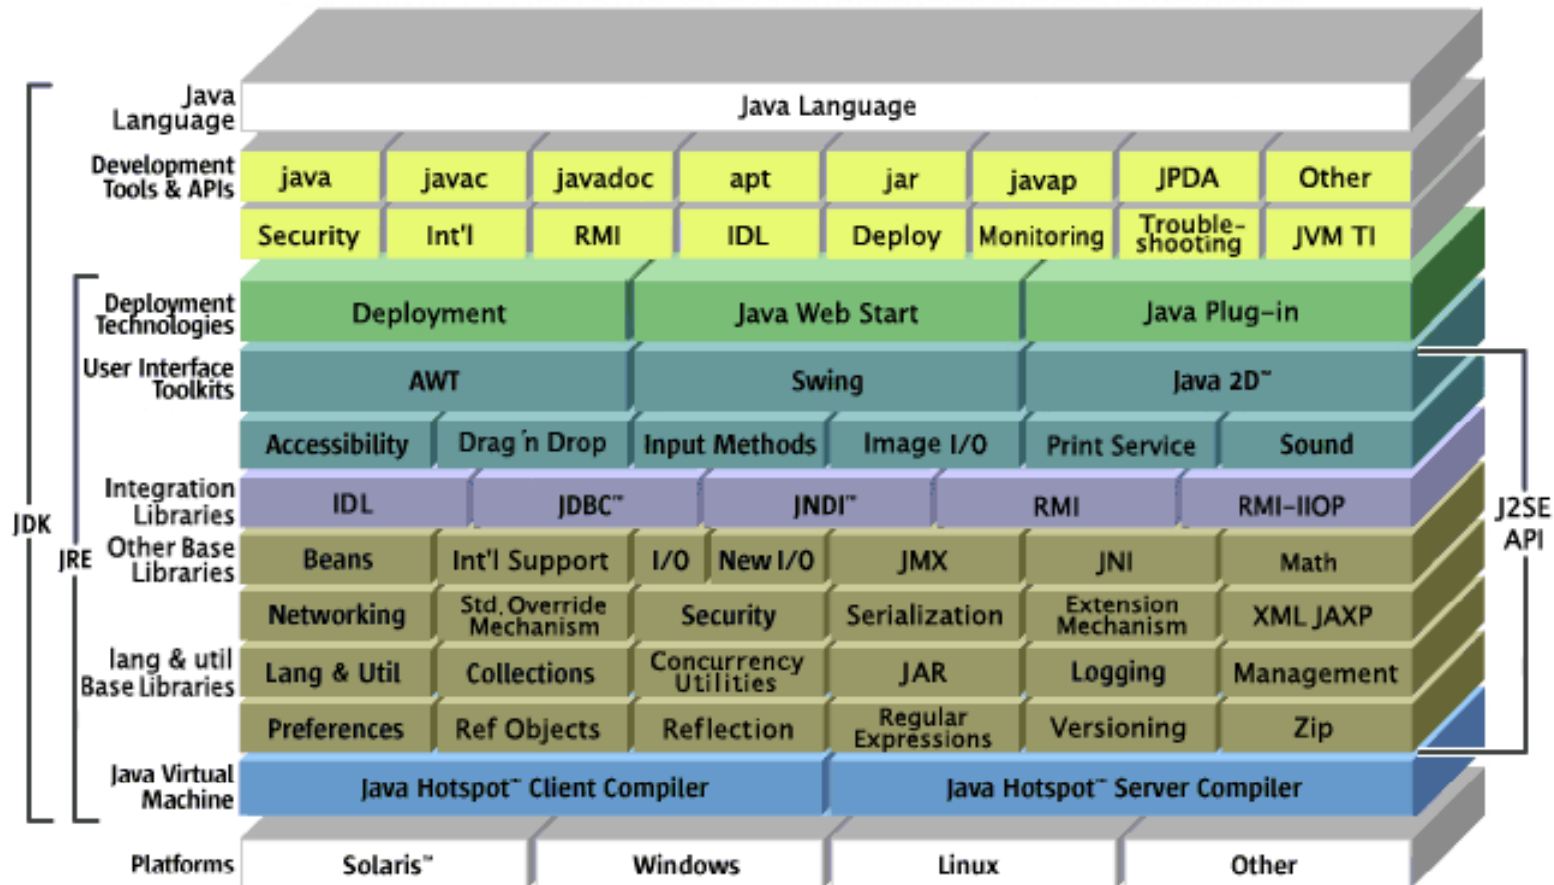 Java Language
Java Language
Development Tools & APIs
java javac javadoc apt jar javap JPDA Other
Security Int'l RMI IDL Deploy Monitoring Trouble-shooting JVM TI
Deployment Technologies
Deployment Java Web Start Java Plug-in
User Interface Toolkits
AWT Swing Java 2D™
Accessibility Drag 'n Drop Input Methods Image I/O Print Service Sound
Integration Libraries
IDL JDBC™ JNDI™ RMI RMI-IIOP
JDK
JRE
J2SE API
Other Base Libraries
Beans Int'l Support I/O New I/O JMX JNI Math
Networking Std. Override Mechanism Security Serialization Extension Mechanism XML JAXP
lang & util Base Libraries
Lang & Util Collections Concurrency Utilities JAR Logging Management
Preferences Ref Objects Reflection Regular Expressions Versioning Zip
Java Virtual Machine
Java Hotspot™ Client Compiler Java Hotspot™ Server Compiler
Platforms
Solaris™ Windows Linux Other